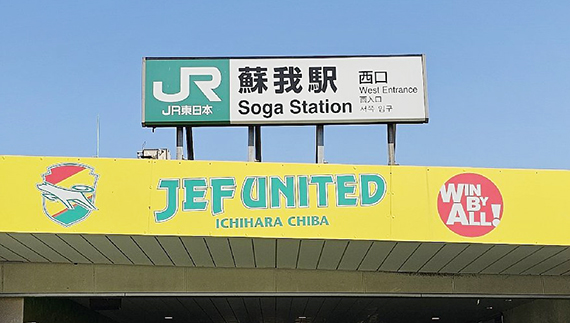 JR
JR東日本
蘇我駅
Soga Station
西口
West Entrance
西入口
서쪽 입구
JEF UNITED
ICHIHARA CHIBA
WIN
BY
ALL!